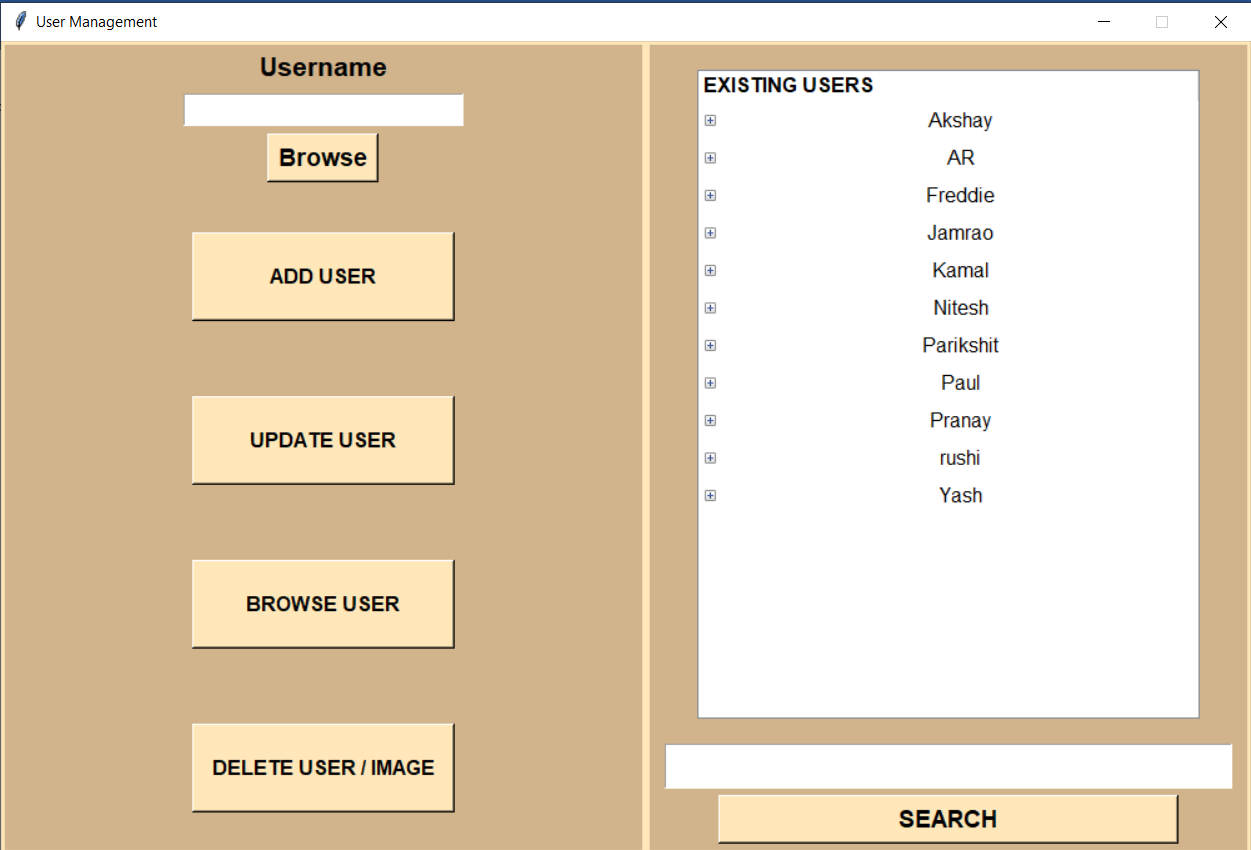 User Management
Username
Browse
ADD USER
UPDATE USER
BROWSE USER
DELETE USER / IMAGE
EXISTING USERS
Akshay
AR
Freddie
Jamrao
Kamal
Nitesh
Parikshit
Paul
Pranay
rushi
Yash
SEARCH